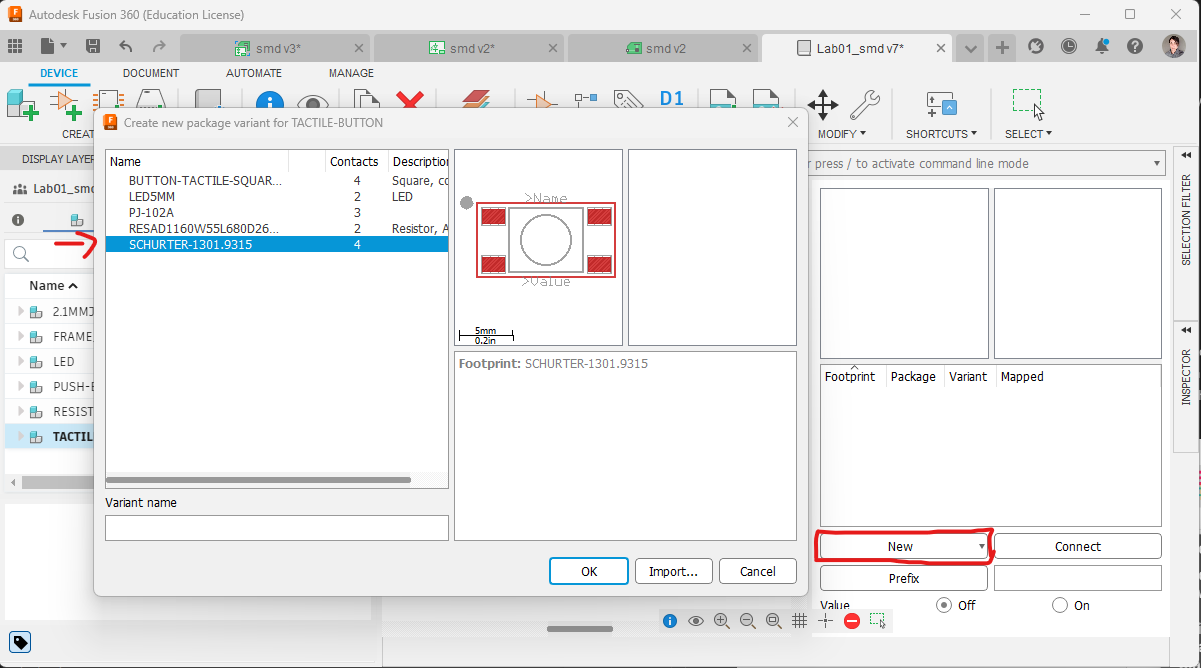 Autodesk Fusion 360 (Education License)
smd v3*
smd v2*
smd v2
Lab01_smd v7*
DEVICE
DOCUMENT
AUTOMATE
MANAGE
D1
CREAT
MODIFY
SHORTCUTS
SELECT
Create new package variant for TACTILE-BUTTON
DISPLAY LAYER
r press / to activate command line mode
Lab01_smd
Name
2.1MMJ
FRAME
LED
PUSH-B
RESIST
TACTIL
Name Contacts Description
BUTTON-TACTILE-SQUAR... 4 Square, co
LED5MM 2 LED
PJ-102A 3
RESAD1160W55L680D26... 2 Resistor, A
SCHURTER-1301.9315 4
>Name
>Value
5mm
0.2in
Footprint: SCHURTER-1301.9315
Variant name
OK
Import...
Cancel
Footprint Package Variant Mapped
New
Connect
Prefix
Value
Off
On
SELECTION FILTER
INSPECTOR